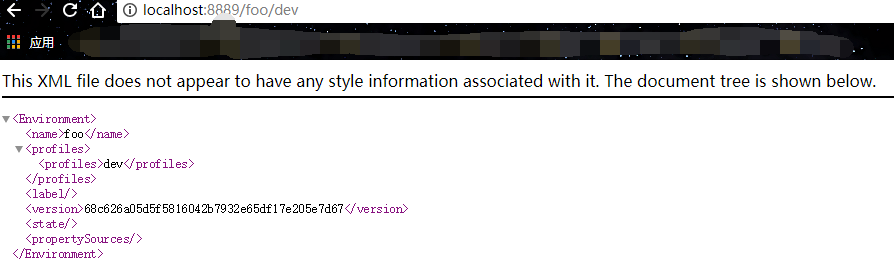 localhost:8889/foo/dev
应用
This XML file does not appear to have any style information associated with it. The document tree is shown below.
<Environment>
<name>foo</name>
<profiles>
<profiles>dev</profiles>
</profiles>
<label/>
<version>68c626a05d5f5816042b7932e65df17e205e7d67</version>
<state/>
<propertySources/>
</Environment>